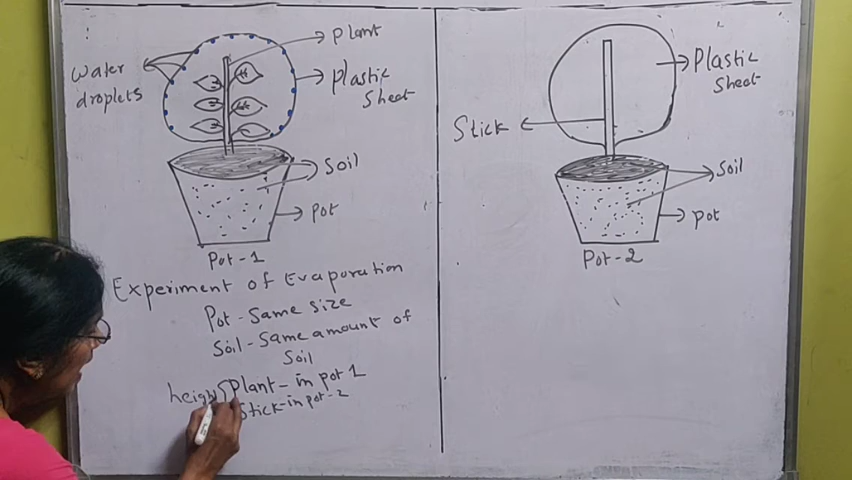 Water
droplets
plant
plastic
Sheet
Soil
pot
Pot-1
Experiment of Evaporation
Pot - Same size
Soil - Same amount of
Soil
height
Plant - in pot 1
Stick - in pot - 2
Plastic
Sheet
Stick
Soil
pot
Pot - 2